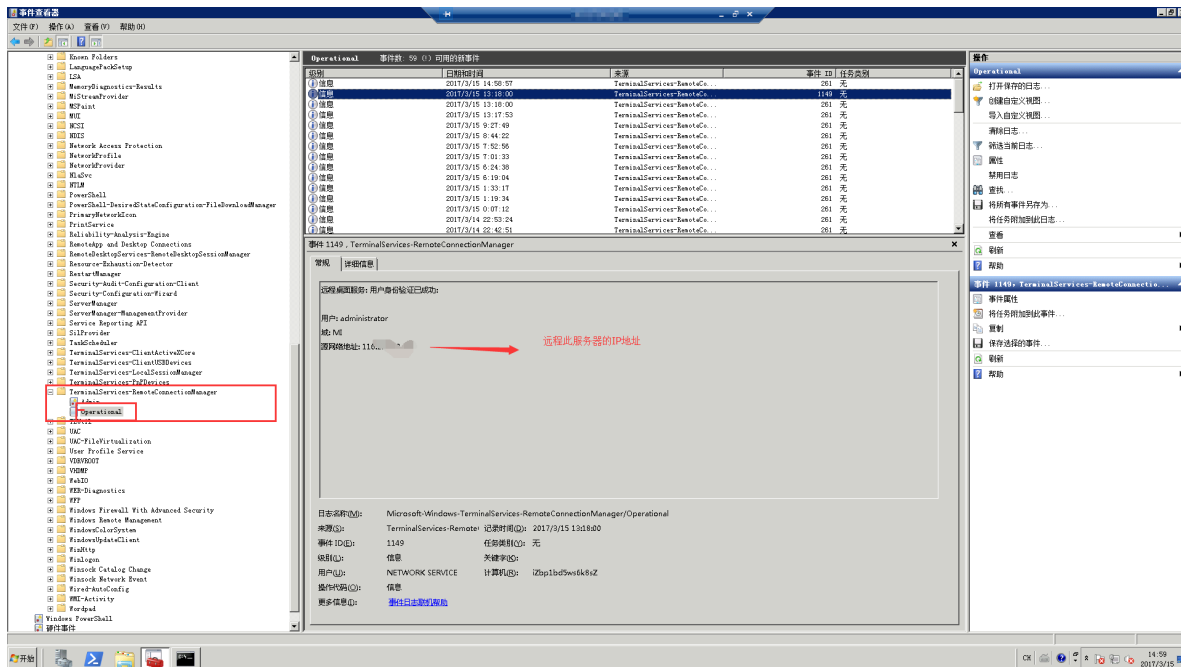 事件查看器
文件(F) 操作(A) 查看(V) 帮助(H)
Known Folders
LanguagePackSetup
LSA
MemoryDiagnostics-Results
MiStreamProvider
MSPaint
MUI
NCSI
NDIS
Network Access Protection
NetworkProfile
NetworkProvider
NlaSvc
NTLM
PowerShell
PowerShell-DesiredStateConfiguration-FileDownloadManager
PrimaryNetworkIcon
PrintService
Reliability-Analysis-Engine
RemoteApp and Desktop Connections
RemoteDesktopServices-RemoteDesktopSessionManager
Resource-Exhaustion-Detector
RestartManager
Security-Audit-Configuration-Client
Security-Configuration-Wizard
ServerManager
ServerManager-ManagementProvider
Service Reporting API
SilProvider
TaskScheduler
TerminalServices-ClientActiveXCore
TerminalServices-ClientUSBDevices
TerminalServices-LocalSessionManager
TerminalServices-PnPDevices
TerminalServices-RemoteConnectionManager
Admin
Operational
UAC
UAC-FileVirtualization
User Profile Service
VDRVROOT
VHDMP
WebIO
WER-Diagnostics
WFP
Windows Firewall With Advanced Security
Windows Remote Management
WindowsColorSystem
WindowsUpdateClient
WinHttp
Winlogon
Winsock Catalog Change
Winsock Network Event
Wired-AutoConfig
WMI-Activity
Wordpad
Windows PowerShell
硬件事件
Operational 事件数: 59 (!) 可用的新事件
级别 日期和时间 来源 事件 ID 任务类别
信息 2017/3/15 14:58:57 TerminalServices-RemoteCo... 261 无
信息 2017/3/15 13:18:00 TerminalServices-RemoteCo... 1149 无
信息 2017/3/15 13:18:00 TerminalServices-RemoteCo... 261 无
信息 2017/3/15 13:17:53 TerminalServices-RemoteCo... 261 无
信息 2017/3/15 9:27:49 TerminalServices-RemoteCo... 261 无
信息 2017/3/15 8:44:22 TerminalServices-RemoteCo... 261 无
信息 2017/3/15 7:52:56 TerminalServices-RemoteCo... 261 无
信息 2017/3/15 7:01:33 TerminalServices-RemoteCo... 261 无
信息 2017/3/15 6:24:38 TerminalServices-RemoteCo... 261 无
信息 2017/3/15 6:19:04 TerminalServices-RemoteCo... 261 无
信息 2017/3/15 1:33:17 TerminalServices-RemoteCo... 261 无
信息 2017/3/15 1:19:34 TerminalServices-RemoteCo... 261 无
信息 2017/3/15 0:07:12 TerminalServices-RemoteCo... 261 无
信息 2017/3/14 22:53:24 TerminalServices-RemoteCo... 261 无
信息 2017/3/14 22:42:51 TerminalServices-RemoteCo... 261 无
事件 1149，TerminalServices-RemoteConnectionManager
常规 详细信息
远程桌面服务: 用户身份验证已成功:
用户: administrator
域: MI
源网络地址: 116.
远程此服务器的IP地址
日志名称(M): Microsoft-Windows-TerminalServices-RemoteConnectionManager/Operational
来源(S): TerminalServices-Remote 记录时间(D): 2017/3/15 13:18:00
事件 ID(E): 1149 任务类别(Y): 无
级别(L): 信息 关键字(K):
用户(U): NETWORK SERVICE 计算机(R): iZbp1bd5ws6k8sZ
操作代码(O): 信息
更多信息(I): 事件日志联机帮助
操作
Operational
打开保存的日志...
创建自定义视图...
导入自定义视图...
清除日志...
筛选当前日志...
属性
禁用日志
查找...
将所有事件另存为...
将任务附加到此日志...
查看
刷新
帮助
事件 1149，TerminalServices-RemoteConnectio...
事件属性
将任务附加到此事件...
复制
保存选择的事件...
刷新
帮助
开始
CH
14:59
2017/3/15